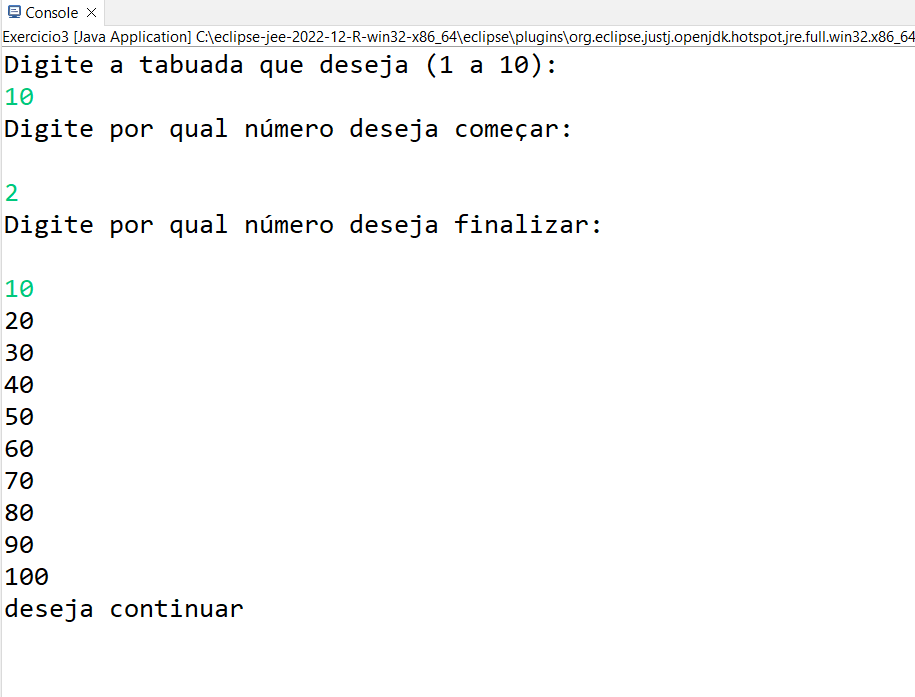 Console
Exercicio3 [Java Application] C:\eclipse-jee-2022-12-R-win32-x86_64\eclipse\plugins\org.eclipse.justj.openjdk.hotspot.jre.full.win32.x86_64
Digite a tabuada que deseja (1 a 10):
10
Digite por qual número deseja começar:
2
Digite por qual número deseja finalizar:
10
20
30
40
50
60
70
80
90
100
deseja continuar